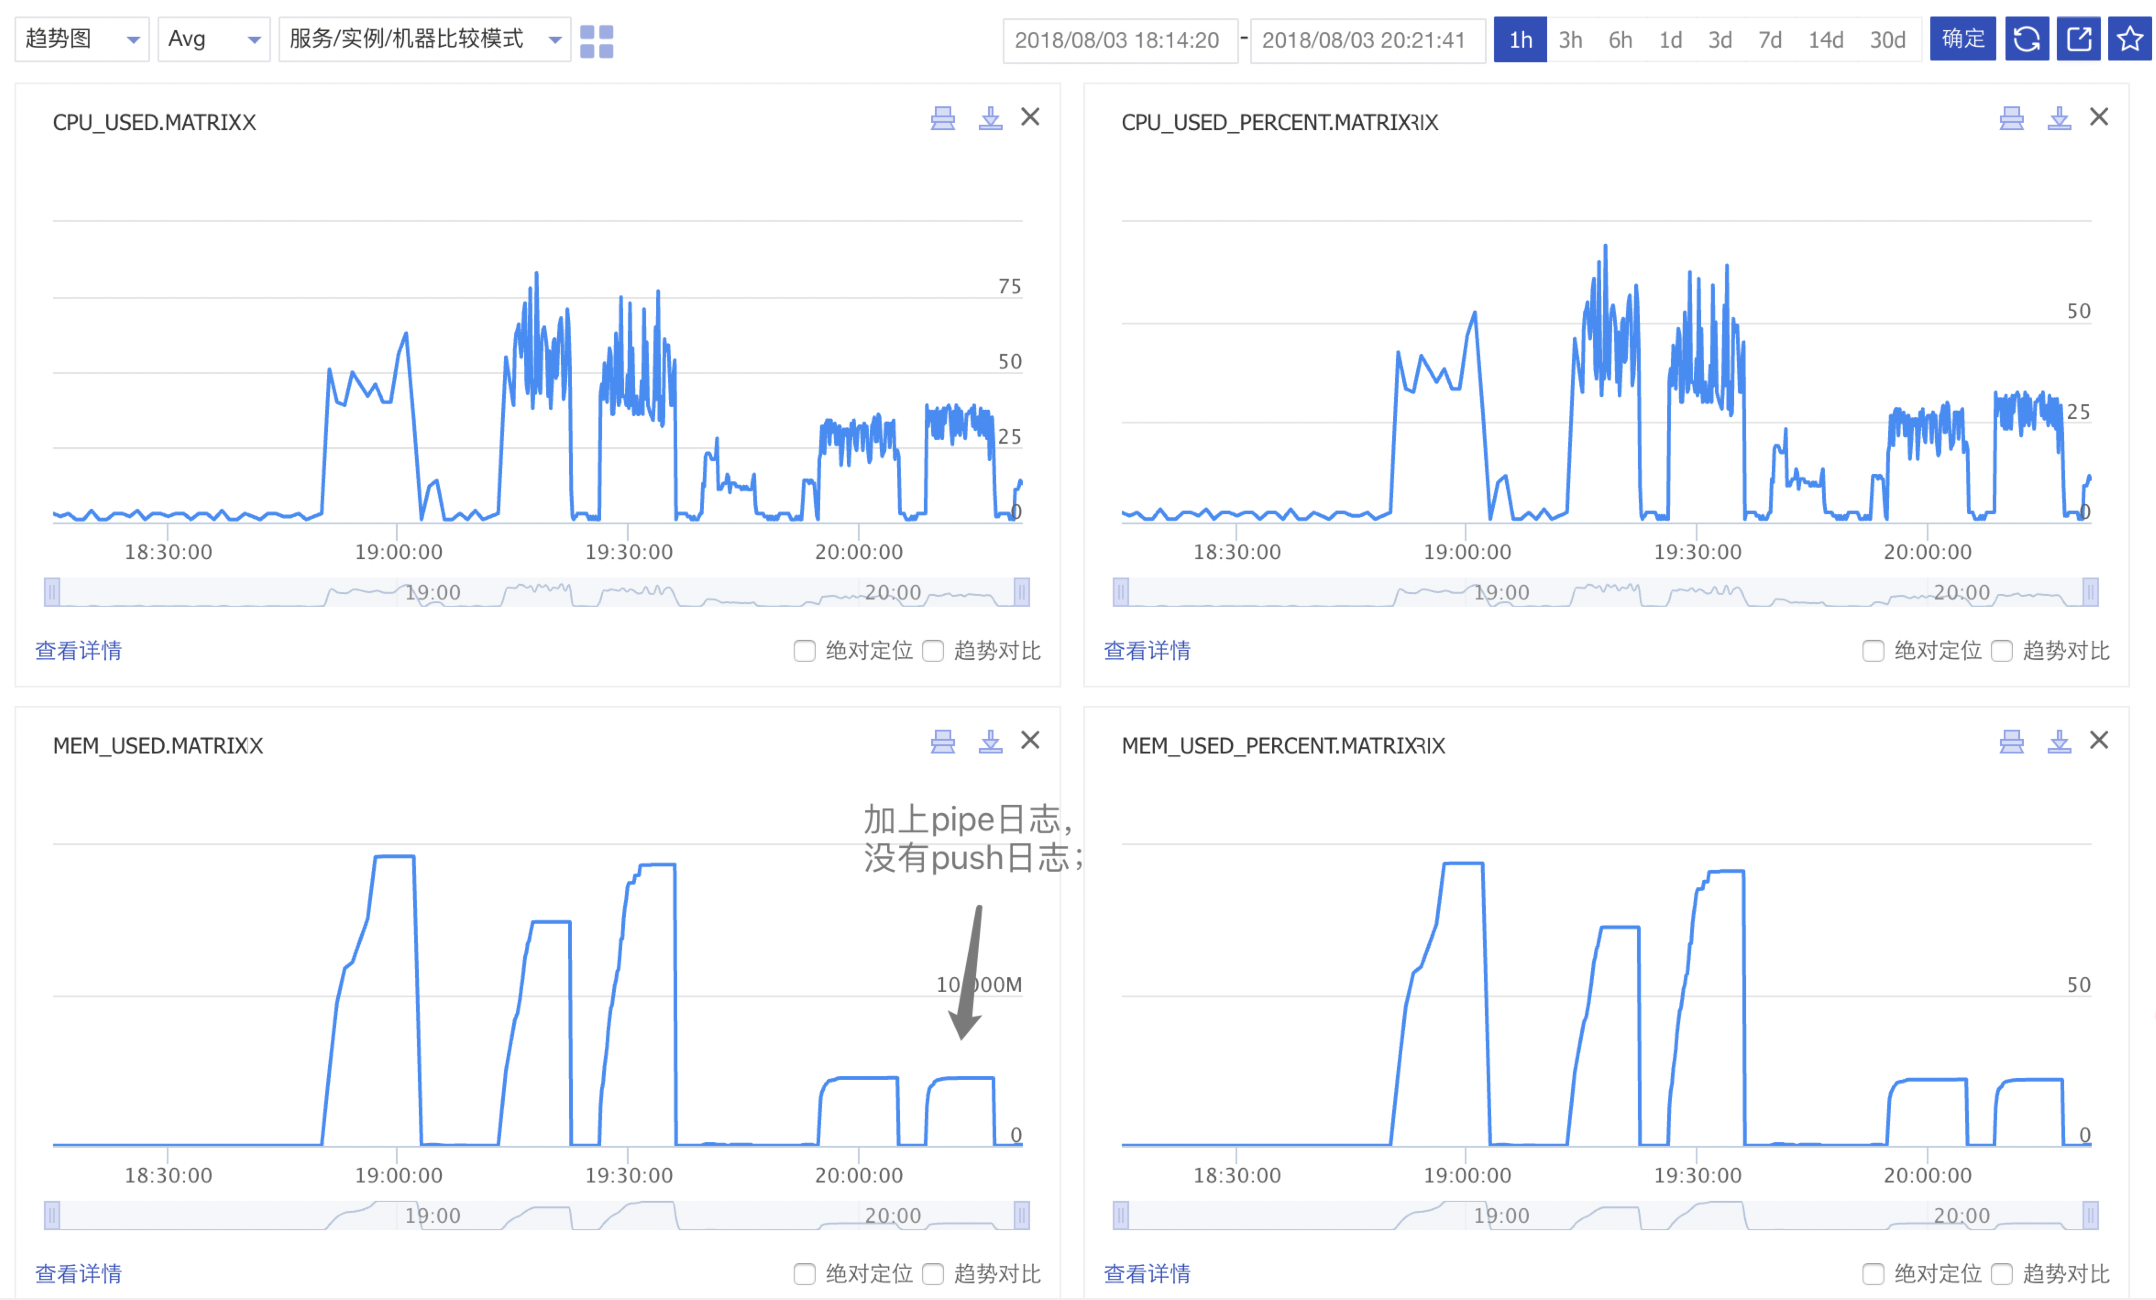 趋势图 Avg 服务/实例/机器比较模式 2018/08/03 18:14:20 - 2018/08/03 20:21:41 1h 3h 6h 1d 3d 7d 14d 30d 确定
CPU_USED.MATRIXX
75
50
25
0
18:30:00 19:00:00 19:30:00 20:00:00
19:00 20:00
查看详情 绝对定位 趋势对比
CPU_USED_PERCENT.MATRIXRIX
50
25
0
18:30:00 19:00:00 19:30:00 20:00:00
19:00 20:00
查看详情 绝对定位 趋势对比
MEM_USED.MATRIXX
加上pipe日志,
没有push日志;
10,000M
0
18:30:00 19:00:00 19:30:00 20:00:00
19:00 20:00
查看详情 绝对定位 趋势对比
MEM_USED_PERCENT.MATRIXRIX
50
0
18:30:00 19:00:00 19:30:00 20:00:00
19:00 20:00
查看详情 绝对定位 趋势对比